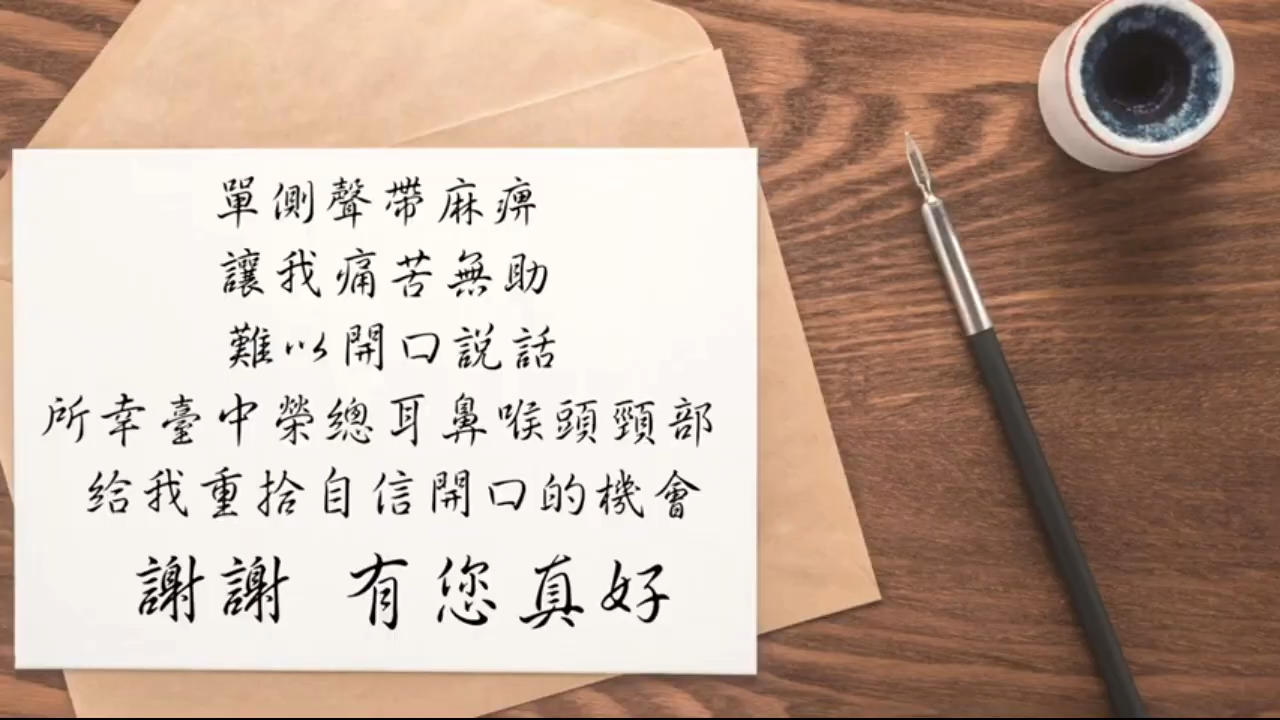 單側聲帶麻痹
讓我痛苦無助
難以開口說話
所幸臺中榮總耳鼻喉頭頸部
給我重拾自信開口的機會
謝謝 有您真好